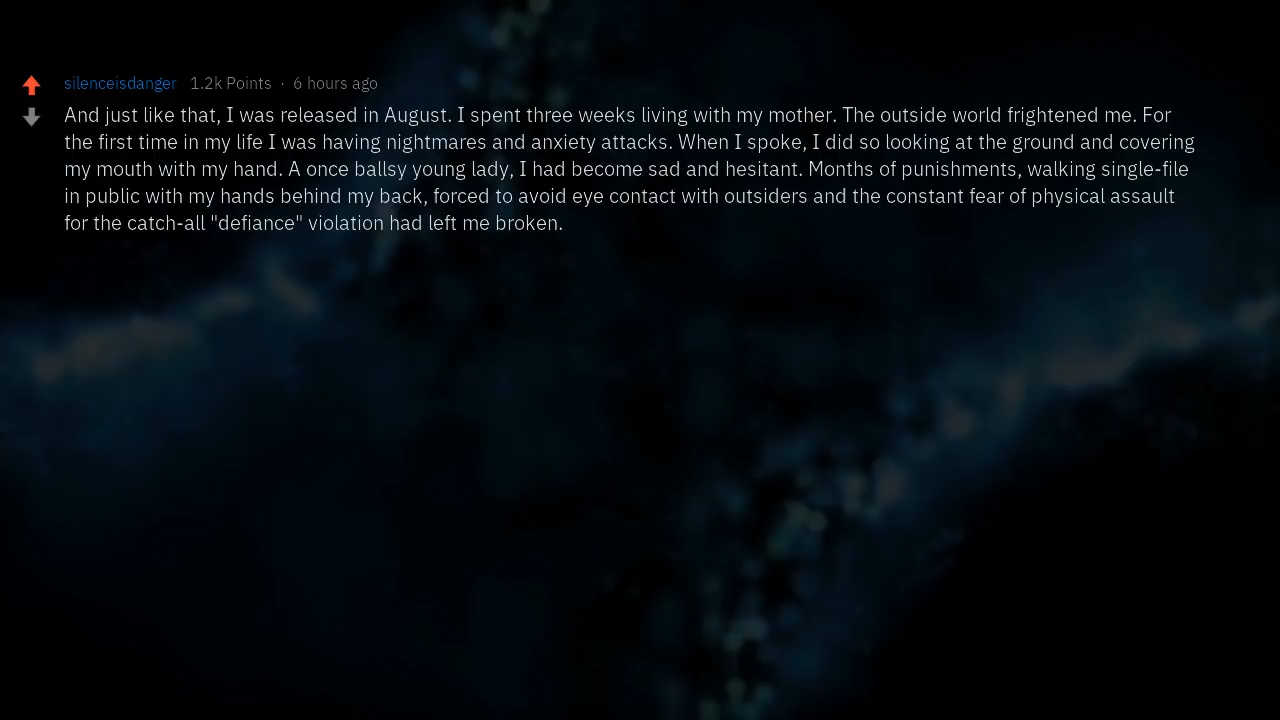 silenceisdanger 1.2k Points · 6 hours ago
And just like that, I was released in August. I spent three weeks living with my mother. The outside world frightened me. For
the first time in my life I was having nightmares and anxiety attacks. When I spoke, I did so looking at the ground and covering
my mouth with my hand. A once ballsy young lady, I had become sad and hesitant. Months of punishments, walking single-file
in public with my hands behind my back, forced to avoid eye contact with outsiders and the constant fear of physical assault
for the catch-all "defiance" violation had left me broken.